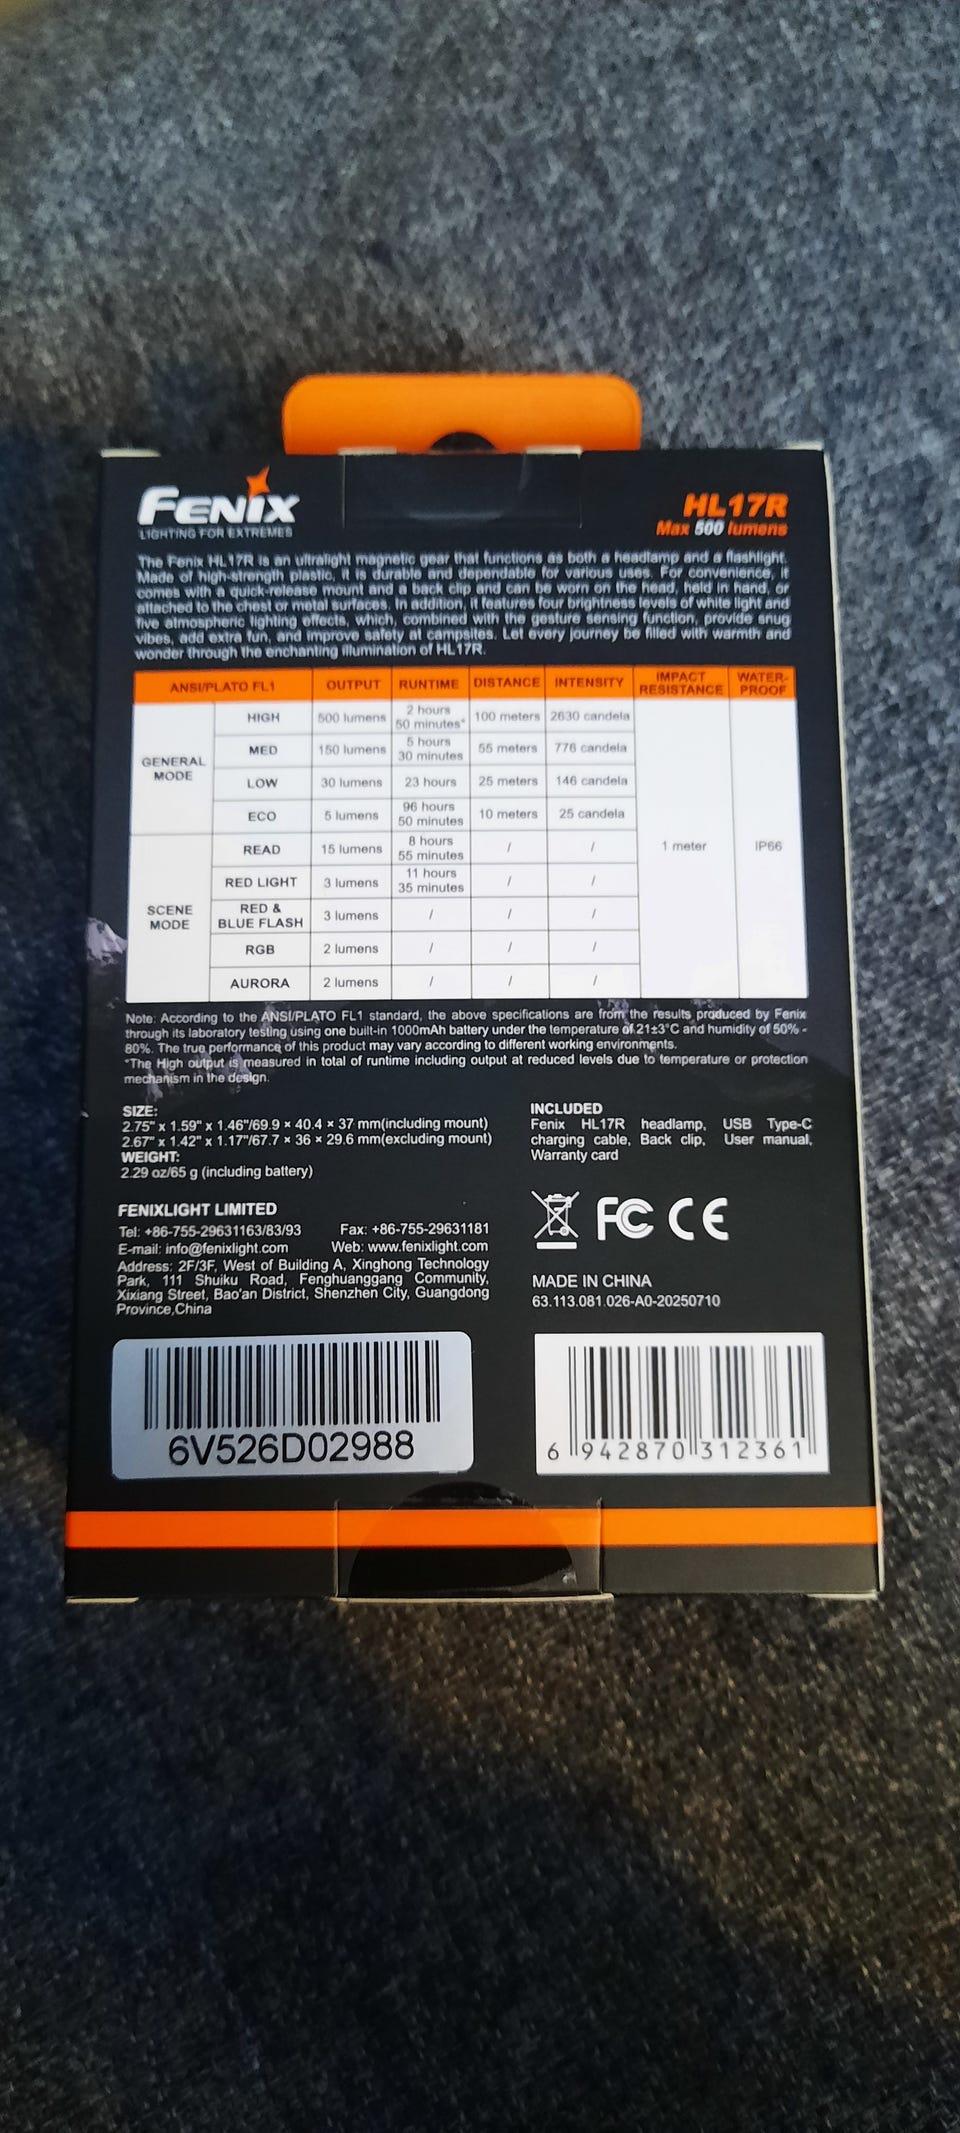 FENIX
LIGHTING FOR EXTREMES
HL17R
Max 500 lumens
The Fenix HL17R is an ultralight magnetic gear that functions as both a headlamp and a flashlight.
Made of high-strength plastic, it is durable and dependable for various uses. For convenience, it
comes with a quick-release mount and a back clip and can be worn on the head, held in hand, or
attached to the chest or metal surfaces. In addition, it features four brightness levels of white light and
five atmospheric lighting effects, which, combined with the gesture sensing function, provide snug
vibes, add extra fun, and improve safety at campsites. Let every journey be filled with warmth and
wonder through the enchanting illumination of HL17R.
ANSI/PLATO FL1 OUTPUT RUNTIME DISTANCE INTENSITY IMPACT RESISTANCE WATER-PROOF
GENERAL MODE
HIGH 500 lumens 2 hours 50 minutes* 100 meters 2630 candela
MED 150 lumens 5 hours 30 minutes 55 meters 776 candela
LOW 30 lumens 23 hours 25 meters 146 candela
ECO 5 lumens 96 hours 50 minutes 10 meters 25 candela
SCENE MODE
READ 15 lumens 8 hours 55 minutes / /
RED LIGHT 3 lumens 11 hours 35 minutes / /
RED & BLUE FLASH 3 lumens / / /
RGB 2 lumens / / /
AURORA 2 lumens / / /
1 meter IP66
Note: According to the ANSI/PLATO FL1 standard, the above specifications are from the results produced by Fenix
through its laboratory testing using one built-in 1000mAh battery under the temperature of 21±3°C and humidity of 50% -
80%. The true performance of this product may vary according to different working environments.
*The High output is measured in total of runtime including output at reduced levels due to temperature or protection
mechanism in the design.
SIZE:
2.75" x 1.59" x 1.46"/69.9 × 40.4 × 37 mm(including mount)
2.67" x 1.42" x 1.17"/67.7 × 36 × 29.6 mm(excluding mount)
WEIGHT:
2.29 oz/65 g (including battery)
INCLUDED
Fenix HL17R headlamp, USB Type-C
charging cable, Back clip, User manual,
Warranty card
FENIXLIGHT LIMITED
Tel: +86-755-29631163/83/93 Fax: +86-755-29631181
E-mail: info@fenixlight.com Web: www.fenixlight.com
Address: 2F/3F, West of Building A, Xinghong Technology
Park, 111 Shuiku Road, Fenghuanggang Community,
Xixiang Street, Bao'an District, Shenzhen City, Guangdong
Province,China
FC CE
MADE IN CHINA
63.113.081.026-A0-20250710
6V526D02988
6 942870 312361